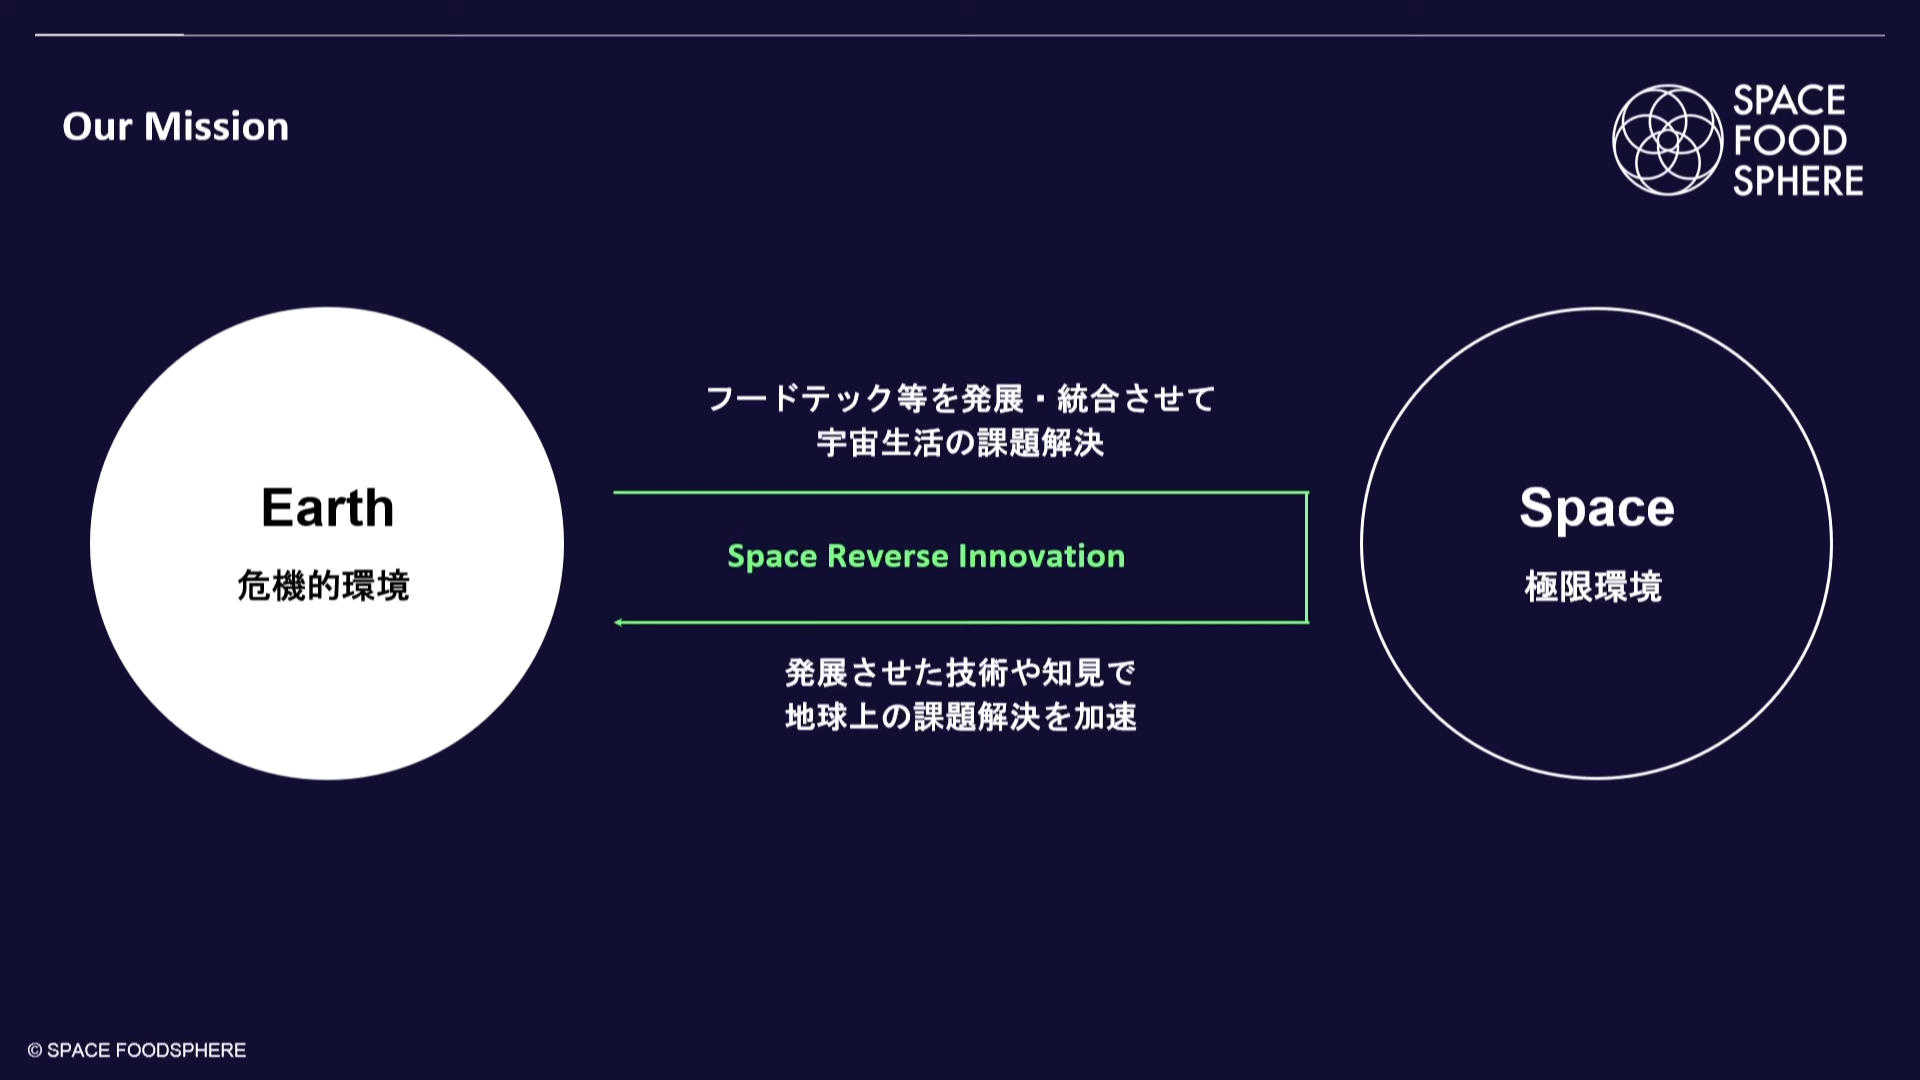 Our Mission
SPACE
FOOD
SPHERE
フードテック等を発展・統合させて
宇宙生活の課題解決
Earth
危機的環境
Space Reverse Innovation
Space
極限環境
発展させた技術や知見で
地球上の課題解決を加速
© SPACE FOODSPHERE